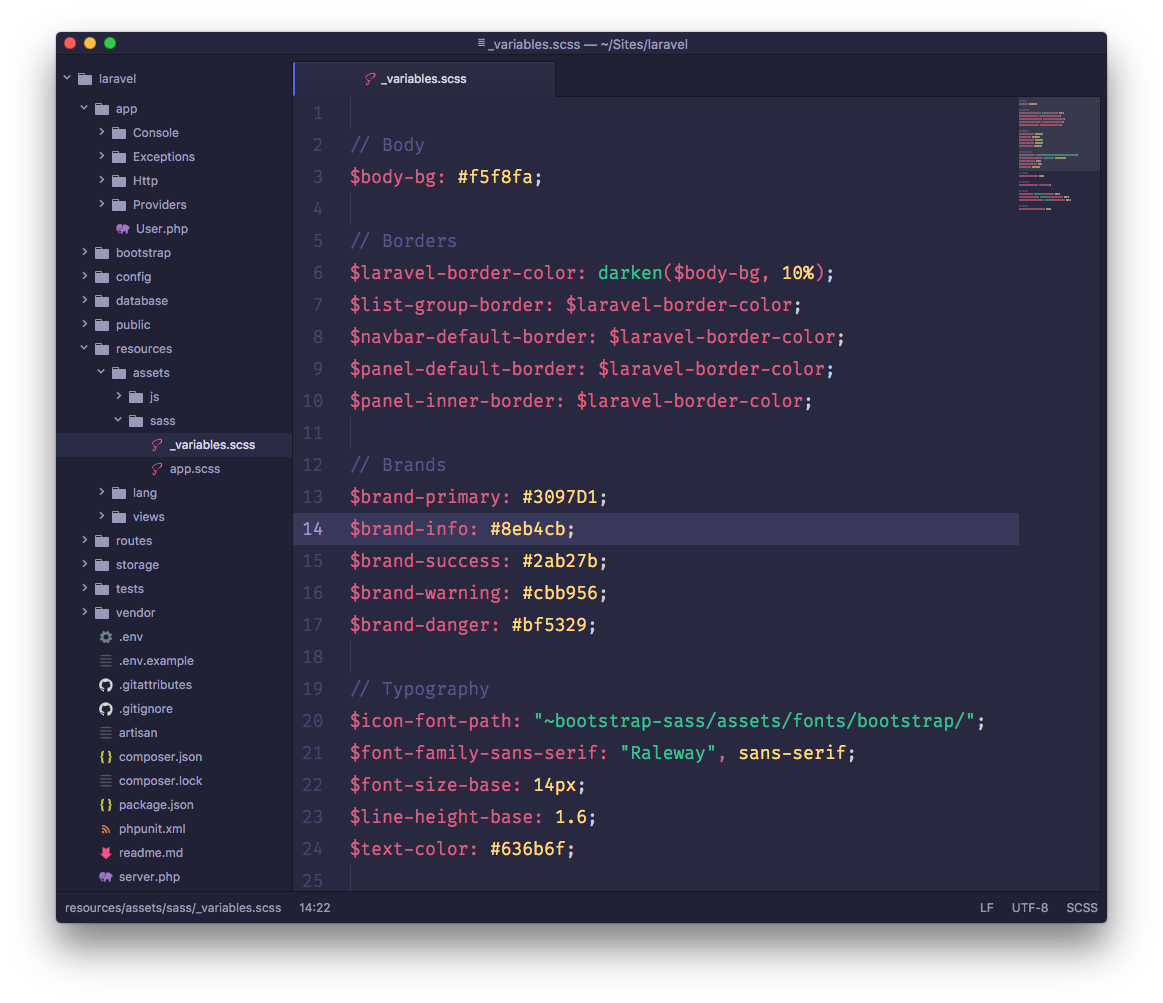 _variables.scss — ~/Sites/laravel
laravel
app
Console
Exceptions
Http
Providers
User.php
bootstrap
config
database
public
resources
assets
js
sass
_variables.scss
app.scss
lang
views
routes
storage
tests
vendor
.env
.env.example
.gitattributes
.gitignore
artisan
composer.json
composer.lock
package.json
phpunit.xml
readme.md
server.php
_variables.scss
1
2 // Body
3 $body-bg: #f5f8fa;
4
5 // Borders
6 $laravel-border-color: darken($body-bg, 10%);
7 $list-group-border: $laravel-border-color;
8 $navbar-default-border: $laravel-border-color;
9 $panel-default-border: $laravel-border-color;
10 $panel-inner-border: $laravel-border-color;
11
12 // Brands
13 $brand-primary: #3097D1;
14 $brand-info: #8eb4cb;
15 $brand-success: #2ab27b;
16 $brand-warning: #cbb956;
17 $brand-danger: #bf5329;
18
19 // Typography
20 $icon-font-path: "~bootstrap-sass/assets/fonts/bootstrap/";
21 $font-family-sans-serif: "Raleway", sans-serif;
22 $font-size-base: 14px;
23 $line-height-base: 1.6;
24 $text-color: #636b6f;
25
resources/assets/sass/_variables.scss 14:22 LF UTF-8 SCSS